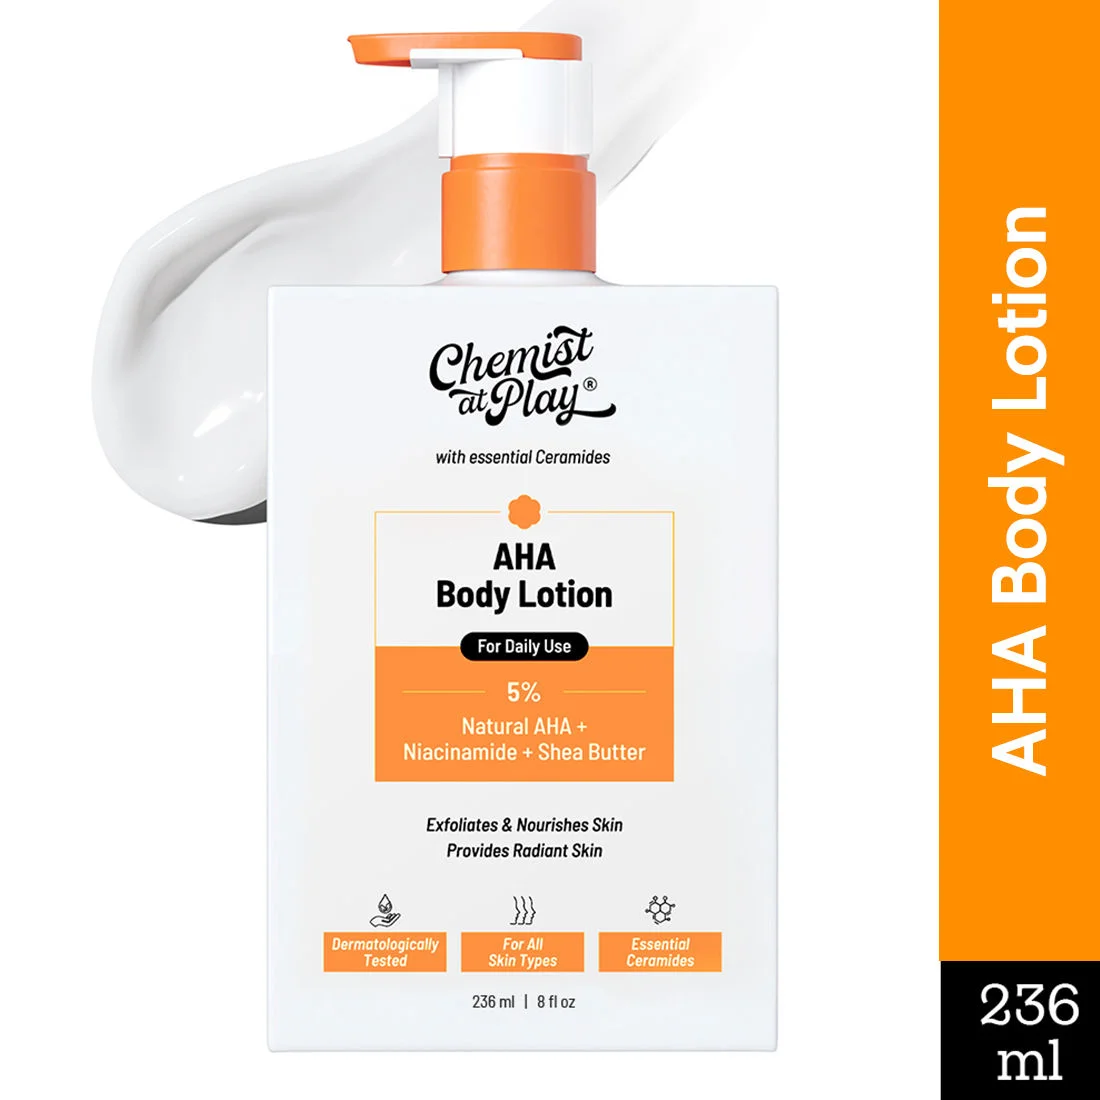 Chemist
at Play®
with essential Ceramides
AHA
Body Lotion
For Daily Use
5%
Natural AHA +
Niacinamide + Shea Butter
Exfoliates & Nourishes Skin
Provides Radiant Skin
Dermatologically
Tested
For All
Skin Types
Essential
Ceramides
236 ml | 8 fl oz
AHA Body Lotion
236
ml